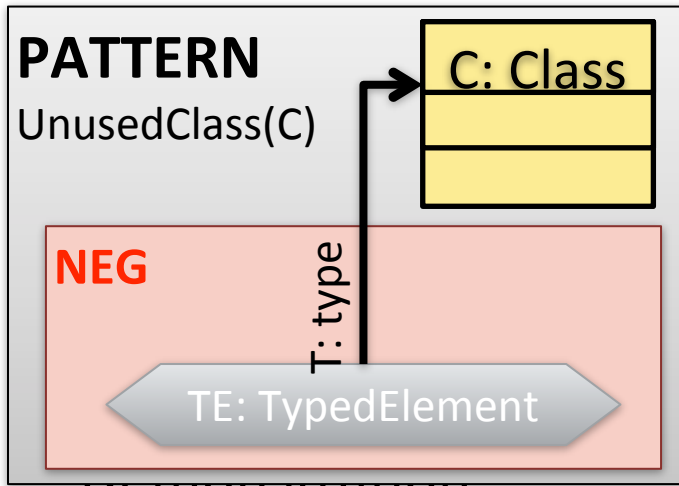 PATTERN
UnusedClass(C)
C: Class
NEG
T: type
TE: TypedElement